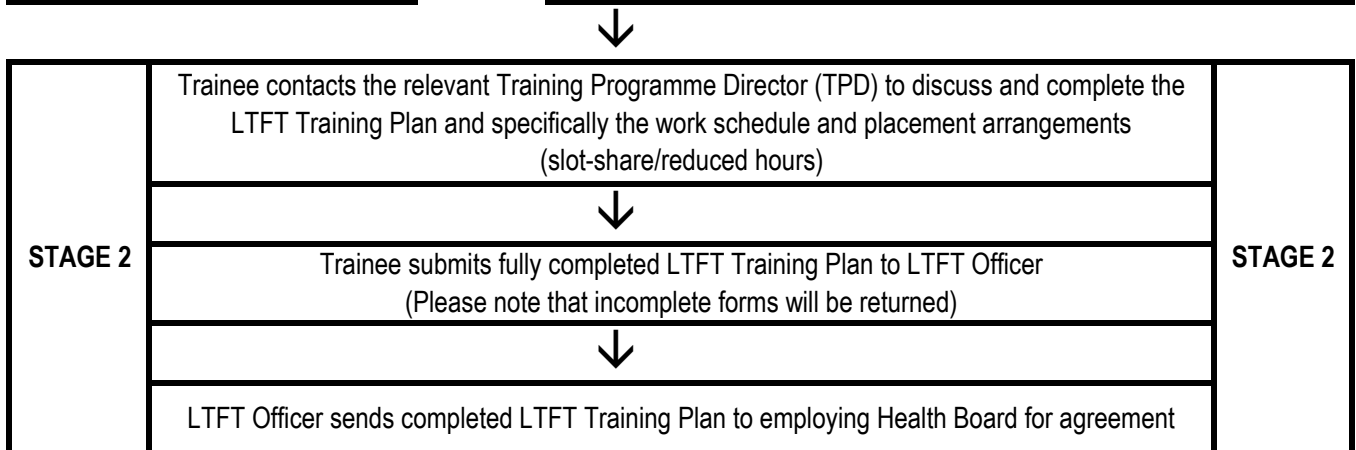 ↓
Trainee contacts the relevant Training Programme Director (TPD) to discuss and complete the
LTFT Training Plan and specifically the work schedule and placement arrangements
(slot-share/reduced hours)
↓
STAGE 2
Trainee submits fully completed LTFT Training Plan to LTFT Officer
(Please note that incomplete forms will be returned)
STAGE 2
↓
LTFT Officer sends completed LTFT Training Plan to employing Health Board for agreement